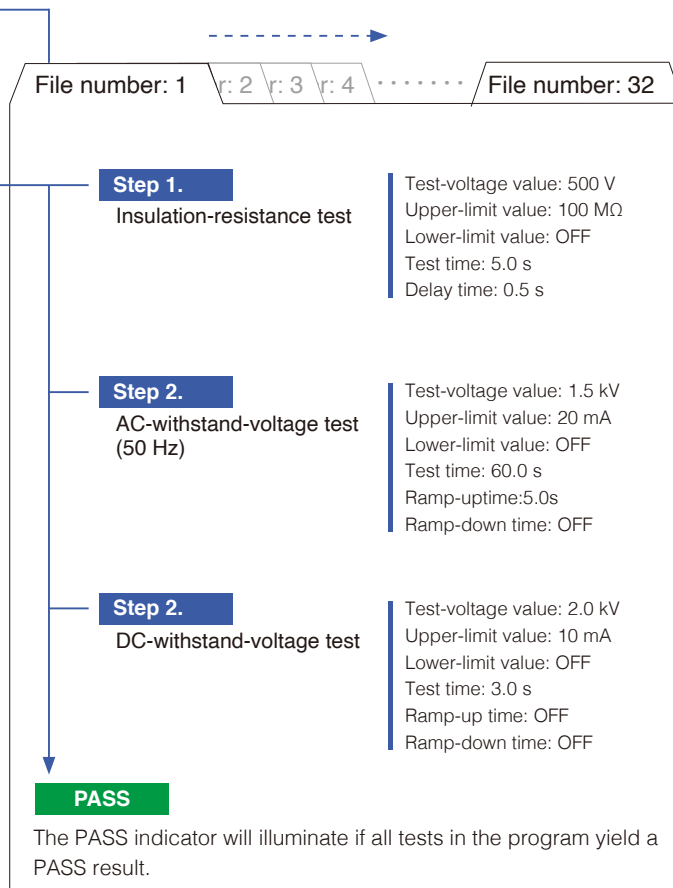 File number: 1 r: 2 r: 3 r: 4 ······· File number: 32
Step 1.
Insulation-resistance test
Test-voltage value: 500 V
Upper-limit value: 100 MΩ
Lower-limit value: OFF
Test time: 5.0 s
Delay time: 0.5 s
Step 2.
AC-withstand-voltage test
(50 Hz)
Test-voltage value: 1.5 kV
Upper-limit value: 20 mA
Lower-limit value: OFF
Test time: 60.0 s
Ramp-uptime:5.0s
Ramp-down time: OFF
Step 2.
DC-withstand-voltage test
Test-voltage value: 2.0 kV
Upper-limit value: 10 mA
Lower-limit value: OFF
Test time: 3.0 s
Ramp-up time: OFF
Ramp-down time: OFF
PASS
The PASS indicator will illuminate if all tests in the program yield a
PASS result.